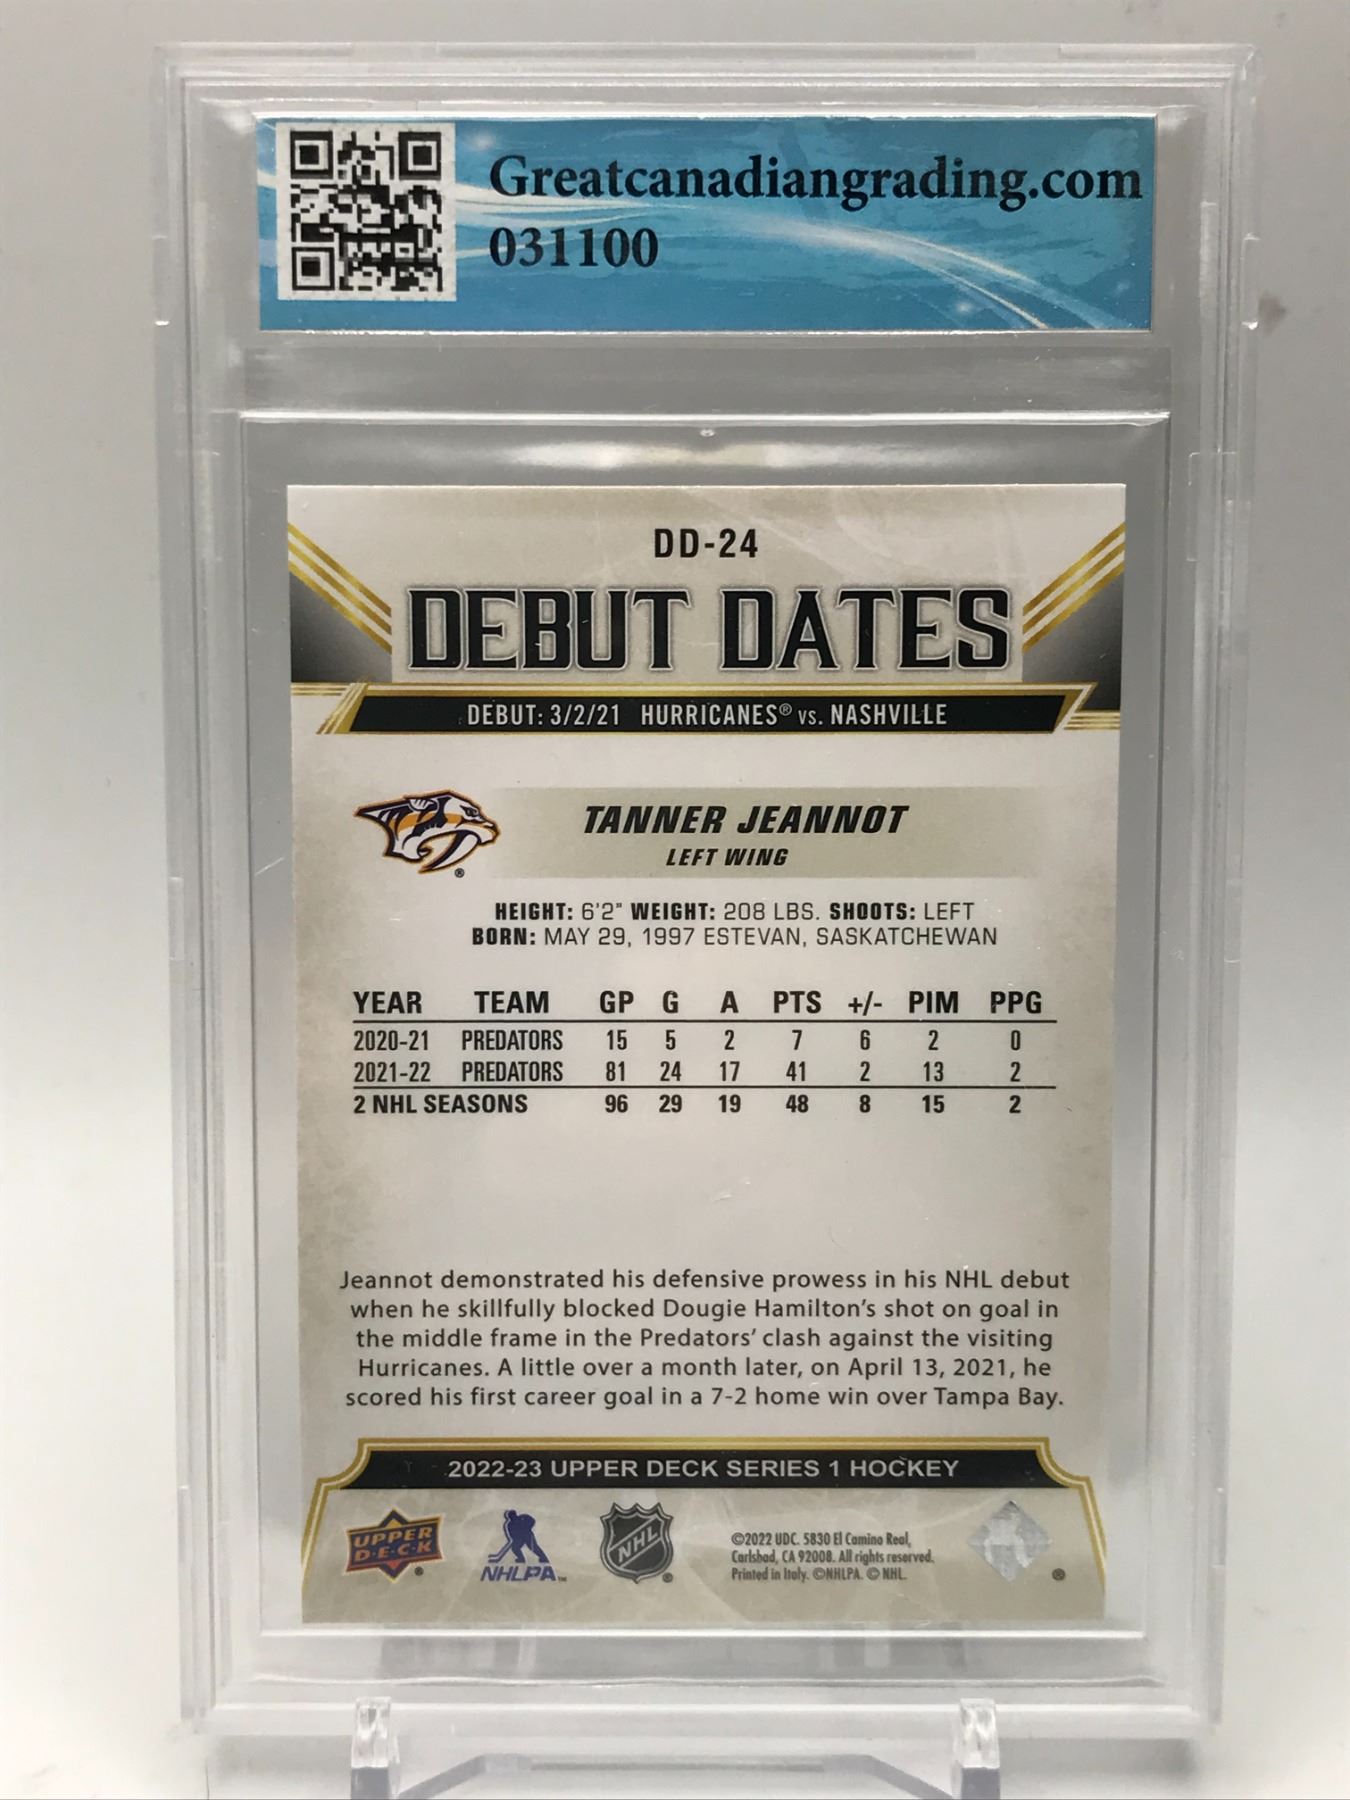 Greatcanadiangrading.com
031100
DD-24
DEBUT DATES
DEBUT: 3/2/21 HURRICANES® vs. NASHVILLE
TANNER JEANNOT
LEFT WING
®
HEIGHT: 6'2" WEIGHT: 208 LBS. SHOOTS: LEFT
BORN: MAY 29, 1997 ESTEVAN, SASKATCHEWAN
YEAR TEAM GP G A PTS +/- PIM PPG
2020-21 PREDATORS 15 5 2 7 6 2 0
2021-22 PREDATORS 81 24 17 41 2 13 2
2 NHL SEASONS 96 29 19 48 8 15 2
Jeannot demonstrated his defensive prowess in his NHL debut
when he skillfully blocked Dougie Hamilton's shot on goal in
the middle frame in the Predators' clash against the visiting
Hurricanes. A little over a month later, on April 13, 2021, he
scored his first career goal in a 7-2 home win over Tampa Bay.
2022-23 UPPER DECK SERIES 1 HOCKEY
UPPER
D·E·C·K
®
NHLPA™
NHL
®
©2022 UDC. 5830 El Camino Real,
Carlsbad, CA 92008. All rights reserved.
Printed in Italy. ©NHLPA. © NHL.
®